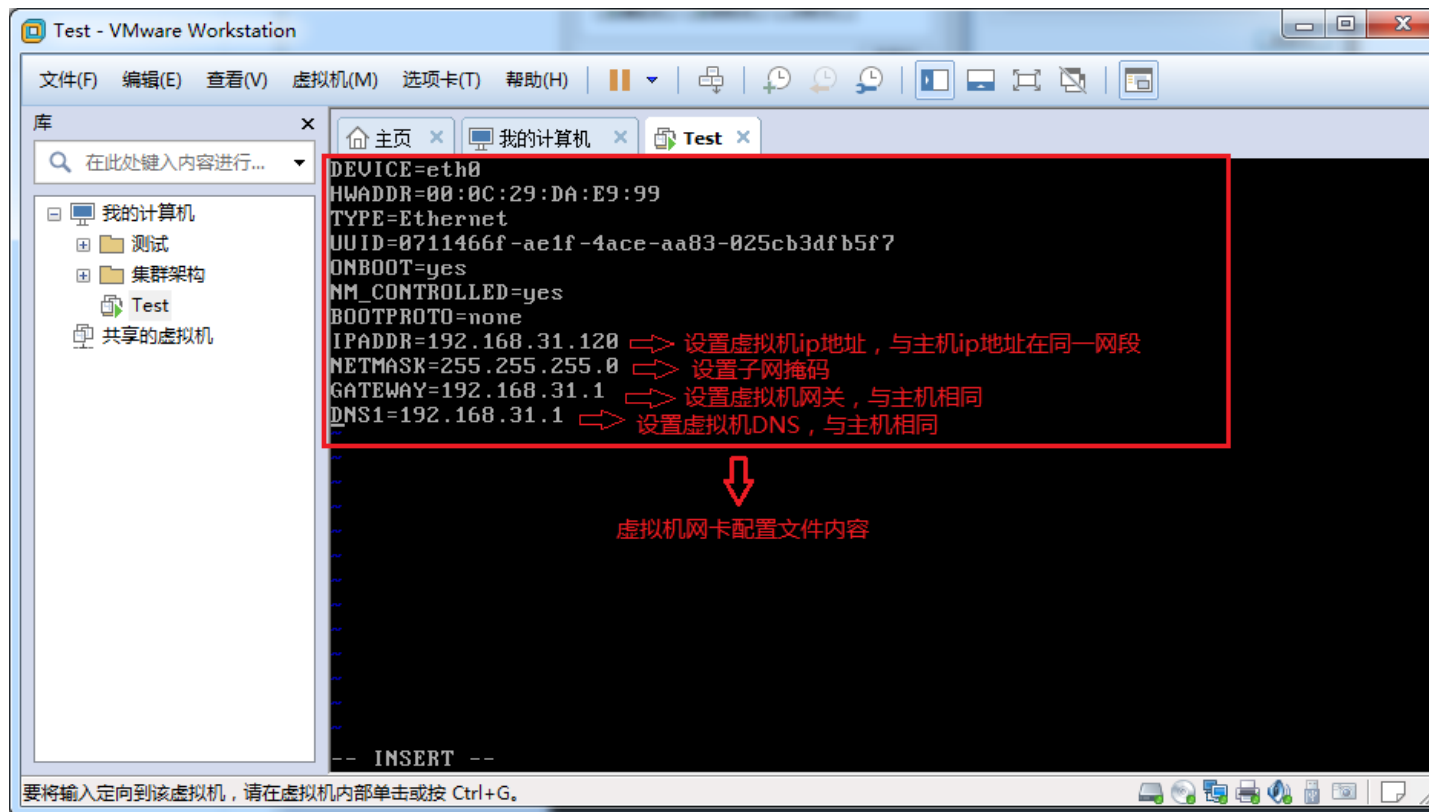 Test - VMware Workstation
文件(F) 编辑(E) 查看(V) 虚拟机(M) 选项卡(T) 帮助(H)
库
在此处键入内容进行...
我的计算机
测试
集群架构
Test
共享的虚拟机
主页 我的计算机 Test
DEVICE=eth0
HWADDR=00:0C:29:DA:E9:99
TYPE=Ethernet
UUID=0711466f-ae1f-4ace-aa83-025cb3dfb5f7
ONBOOT=yes
NM_CONTROLLED=yes
BOOTPROTO=none
IPADDR=192.168.31.120 设置虚拟机ip地址，与主机ip地址在同一网段
NETMASK=255.255.255.0 设置子网掩码
GATEWAY=192.168.31.1 设置虚拟机网关，与主机相同
DNS1=192.168.31.1 设置虚拟机DNS，与主机相同
虚拟机网卡配置文件内容
-- INSERT --
要将输入定向到该虚拟机，请在虚拟机内部单击或按 Ctrl+G。